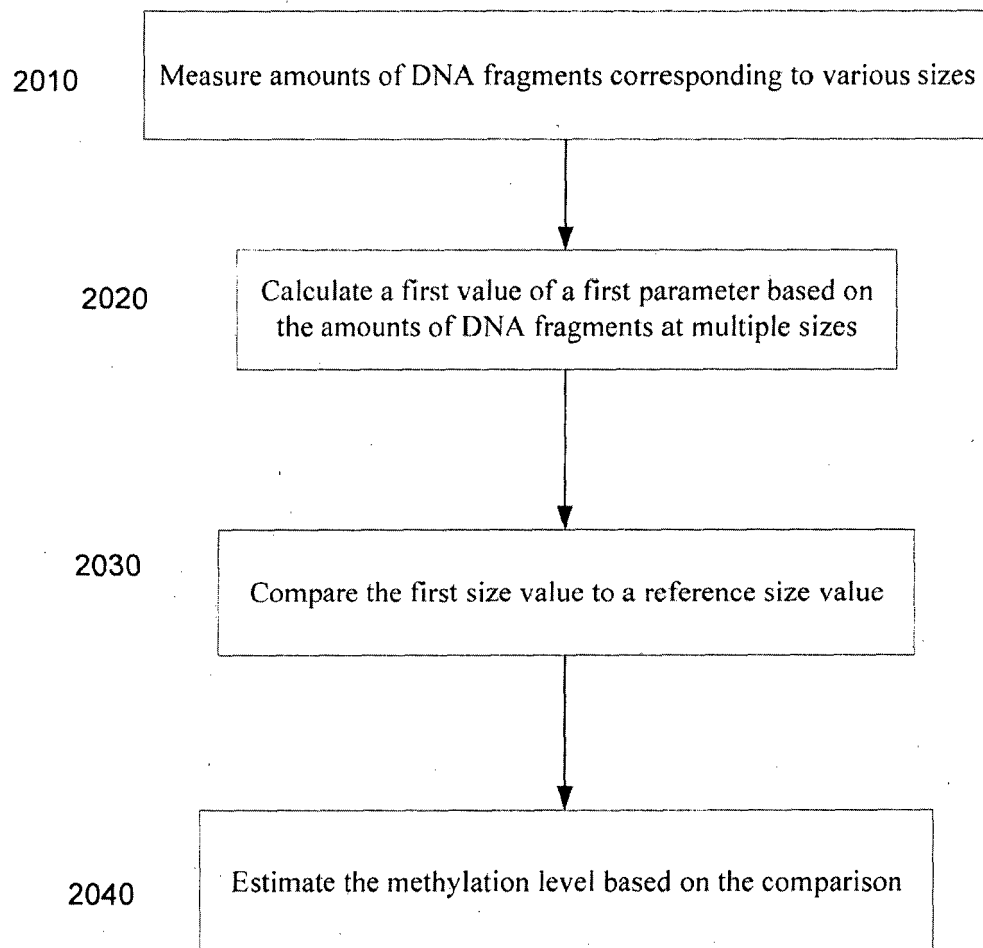 2010
Measure amounts of DNA fragments corresponding to various sizes
2020
Calculate a first value of a first parameter based on
the amounts of DNA fragments at multiple sizes
2030
Compare the first size value to a reference size value
2040
Estimate the methylation level based on the comparison